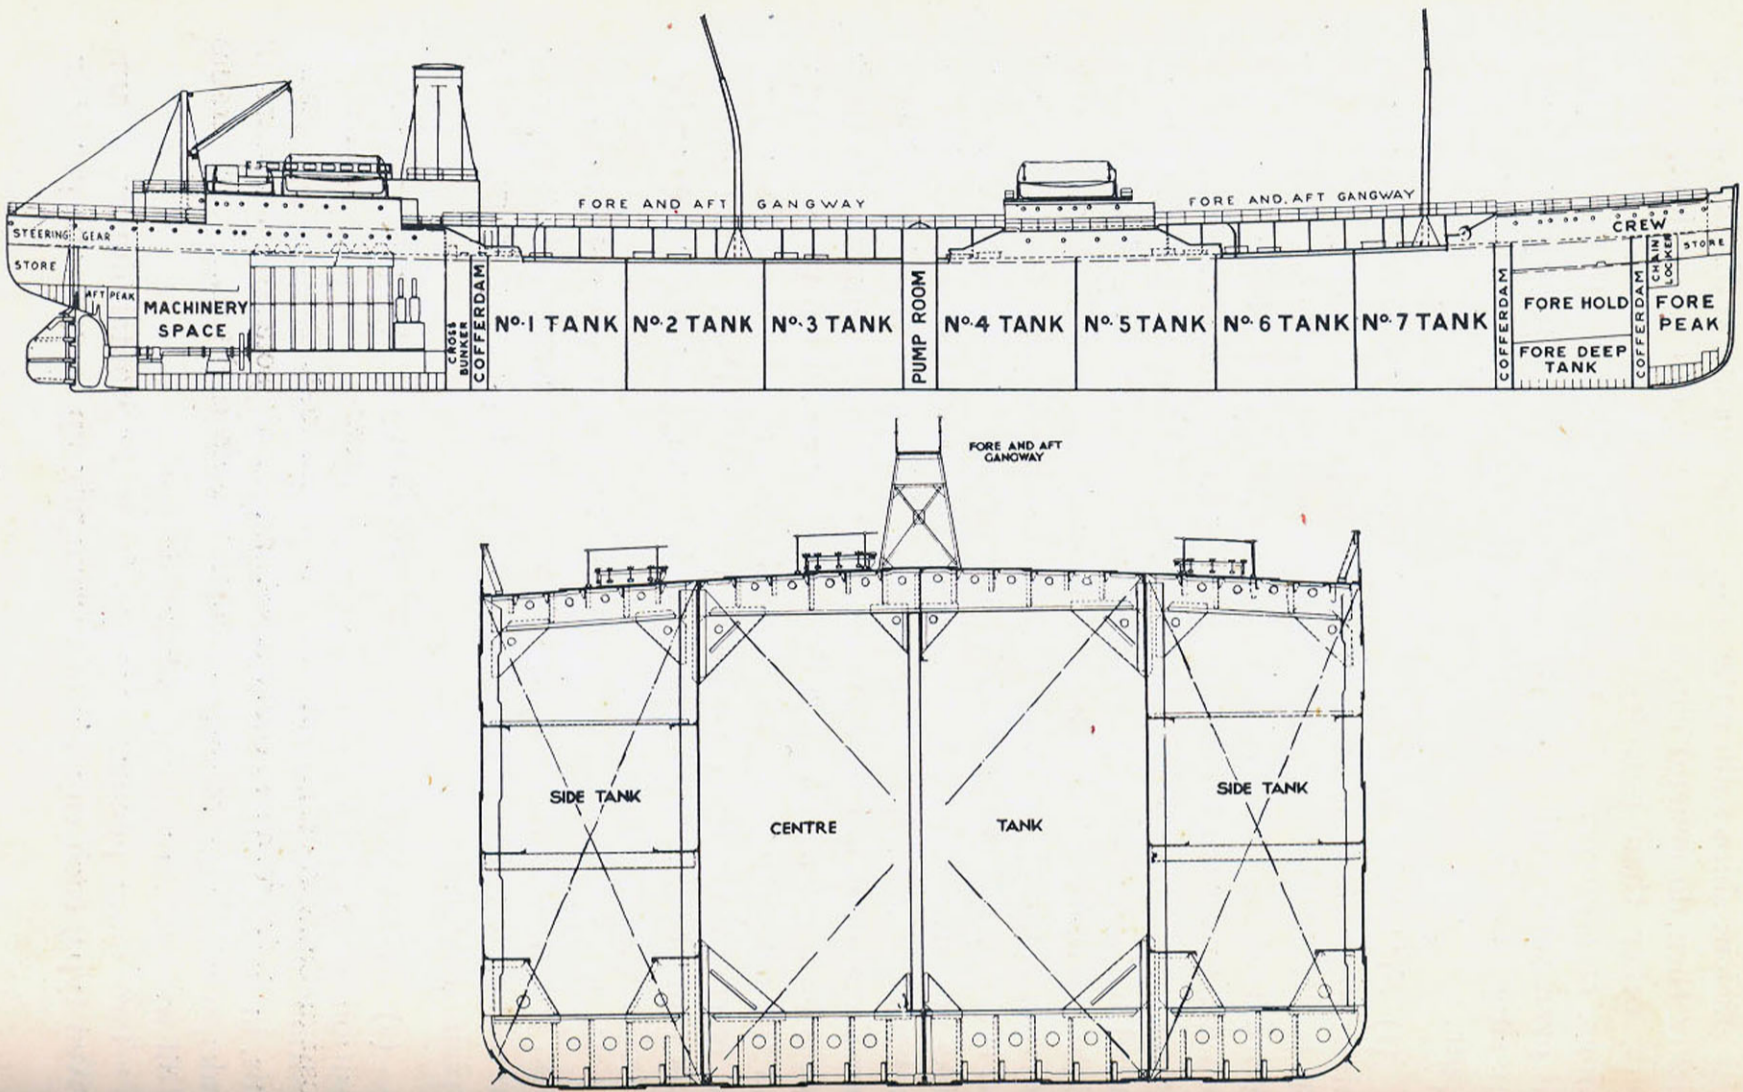 FORE AND AFT GANGWAY
FORE AND, AFT GANGWAY
STEERING GEAR
CREW
STORE
CHAIN
LOCKER
STORE
AFT PEAK
MACHINERY
SPACE
CROSS
BUNKER
COFFERDAM
No. 1 TANK
No. 2 TANK
No. 3 TANK
PUMP ROOM
No. 4 TANK
No. 5 TANK
No. 6 TANK
No. 7 TANK
COFFERDAM
FORE HOLD
FORE DEEP
TANK
COFFERDAM
FORE
PEAK
FORE AND AFT
GANGWAY
SIDE TANK
CENTRE
TANK
SIDE TANK